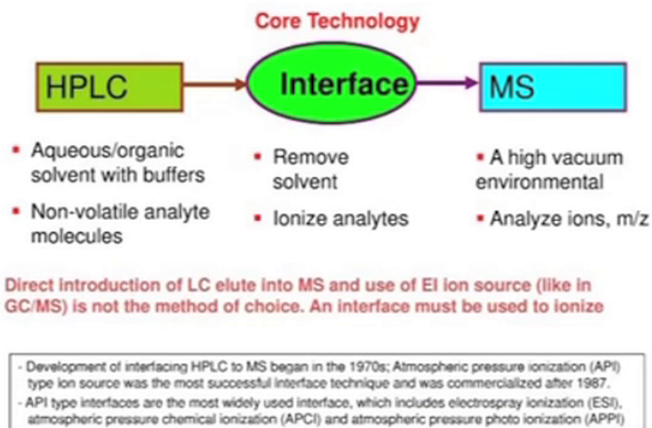 Core Technology
HPLC
Interface
MS
▪ Aqueous/organic
solvent with buffers
▪ Non-volatile analyte
molecules
▪ Remove
solvent
▪ Ionize analytes
▪ A high vacuum
environmental
▪ Analyze ions, m/z
Direct introduction of LC elute into MS and use of EI ion source (like in
GC/MS) is not the method of choice. An interface must be used to ionize
- Development of interfacing HPLC to MS began in the 1970s; Atmospheric pressure ionization (API)
type ion source was the most successful interface technique and was commercialized after 1987.
- API type interfaces are the most widely used interface, which includes electrospray ionization (ESI),
atmospheric pressure chemical ionization (APCI) and atmospheric pressure photo ionization (APPI)